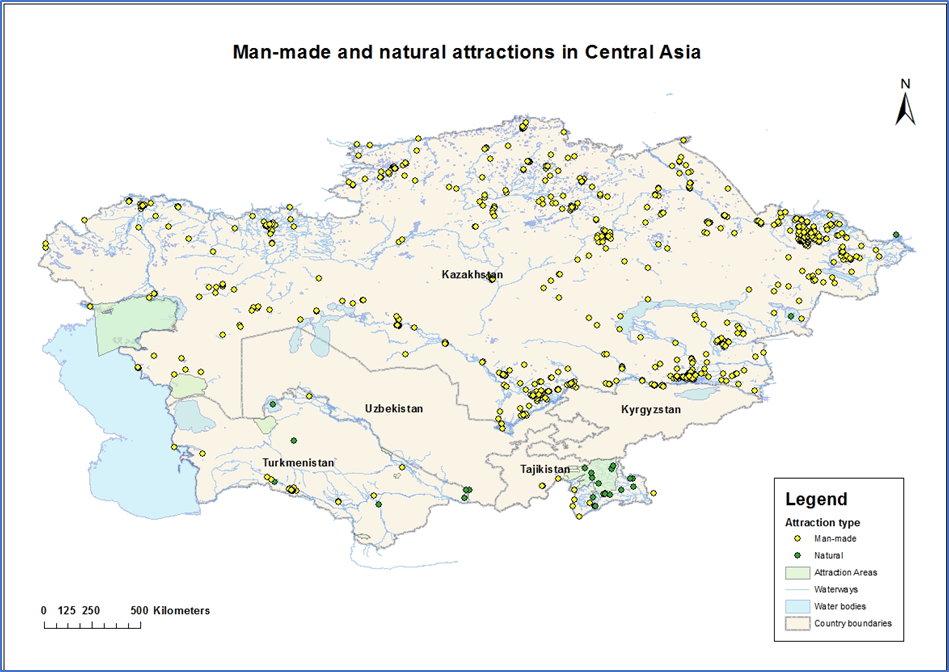 Man-made and natural attractions in Central Asia
N
Kazakhstan
Uzbekistan
Kyrgyzstan
Turkmenistan
Tajikistan
Legend
Attraction type
Man-made
Natural
Attraction Areas
Waterways
Water bodies
Country boundaries
0 125 250 500 Kilometers